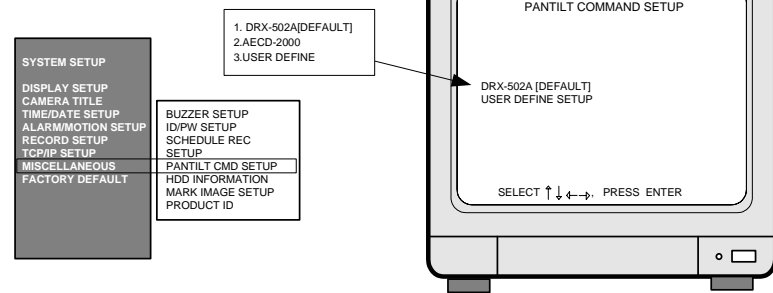 PANTILT COMMAND SETUP
1. DRX-502A[DEFAULT]
2.AECD-2000
3.USER DEFINE
SYSTEM SETUP
DISPLAY SETUP
CAMERA TITLE
TIME/DATE SETUP
ALARM/MOTION SETUP
RECORD SETUP
TCP/IP SETUP
MISCELLANEOUS
FACTORY DEFAULT
BUZZER SETUP
ID/PW SETUP
SCHEDULE REC
SETUP
PANTILT CMD SETUP
HDD INFORMATION
MARK IMAGE SETUP
PRODUCT ID
DRX-502A [DEFAULT]
USER DEFINE SETUP
SELECT ↑↓←→, PRESS ENTER